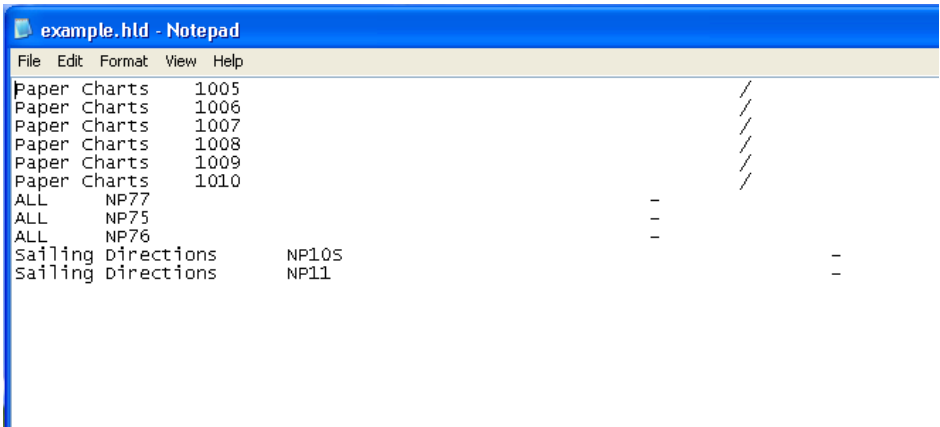 example.hld - Notepad
File Edit Format View Help
Paper Charts 1005 /
Paper Charts 1006 /
Paper Charts 1007 /
Paper Charts 1008 /
Paper Charts 1009 /
Paper Charts 1010 /
ALL NP77 -
ALL NP75 -
ALL NP76 -
Sailing Directions NP10S -
Sailing Directions NP11 -